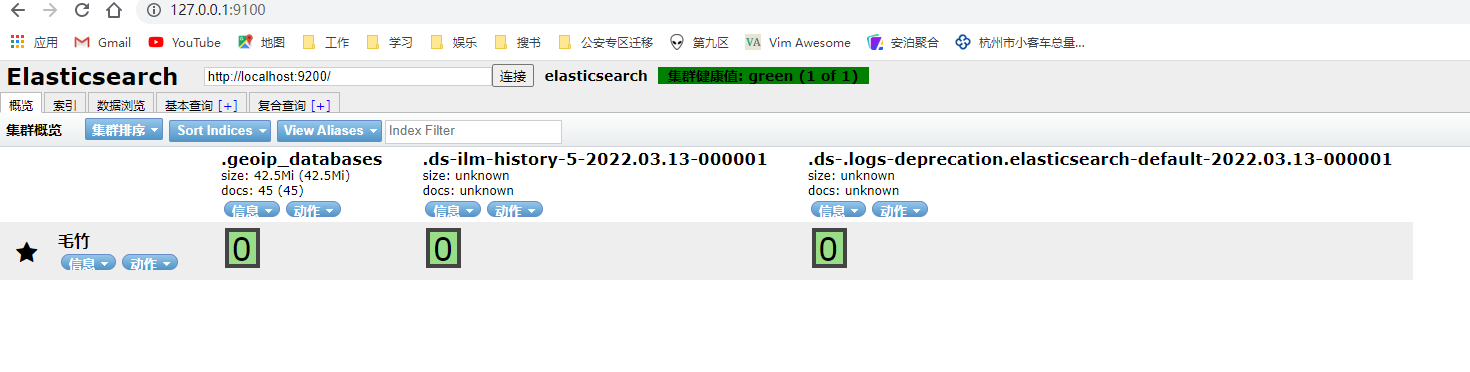 127.0.0.1:9100
应用 Gmail YouTube 地图 工作 学习 娱乐 搜书 公安专区迁移 第九区 VA Vim Awesome 安泊聚合 杭州市小客车总量...
Elasticsearch http://localhost:9200/ 连接 elasticsearch 集群健康值: green (1 of 1)
概览 索引 数据浏览 基本查询 [+] 复合查询 [+]
集群概览 集群排序 Sort Indices View Aliases Index Filter
.geoip_databases .ds-ilm-history-5-2022.03.13-000001 .ds-.logs-deprecation.elasticsearch-default-2022.03.13-000001
size: 42.5Mi (42.5Mi) size: unknown size: unknown
docs: 45 (45) docs: unknown docs: unknown
信息 动作 信息 动作 信息 动作
毛竹 0 0 0
信息 动作